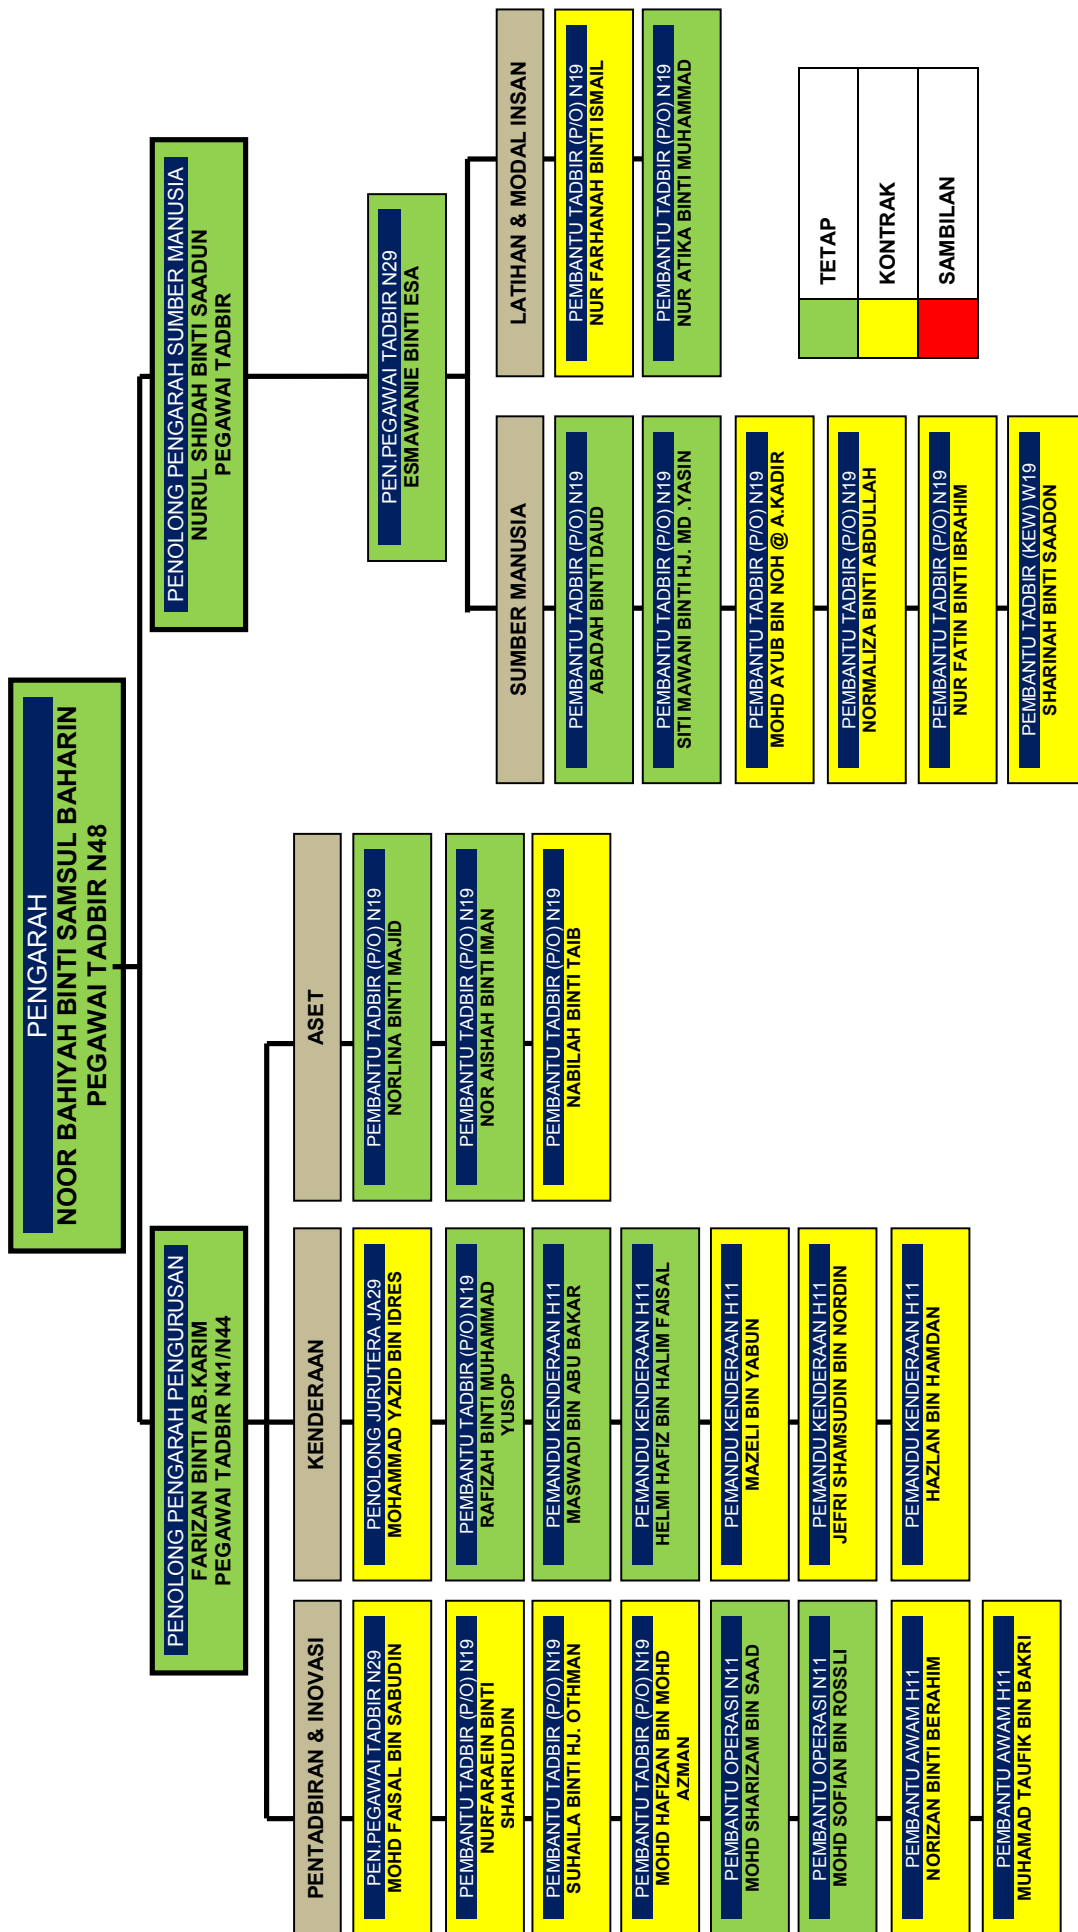 PENGARAH
NOOR BAHIYAH BINTI SAMSUL BAHARIN
PEGAWAI TADBIR N48
PENOLONG PENGARAH PENGURUSAN
FARIZAN BINTI AB.KARIM
PEGAWAI TADBIR N41/N44
PENTADBIRAN & INOVASI
PEN.PEGAWAI TADBIR N29
MOHD FAISAL BIN SABUDIN
PEMBANTU TADBIR (P/O) N19
NURFARAEIN BINTI
SHAHRUDDIN
PEMBANTU TADBIR (P/O) N19
SUHAILA BINTI HJ. OTHMAN
PEMBANTU TADBIR (P/O) N19
MOHD HAFIZAN BIN MOHD
AZMAN
PEMBANTU OPERASI N11
MOHD SHARIZAM BIN SAAD
PEMBANTU OPERASI N11
MOHD SOFIAN BIN ROSSLI
PEMBANTU AWAM H11
NORIZAN BINTI BERAHIM
PEMBANTU AWAM H11
MUHAMAD TAUFIK BIN BAKRI
KENDERAAN
PENOLONG JURUTERA JA29
MOHAMMAD YAZID BIN IDRES
PEMBANTU TADBIR (P/O) N19
RAFIZAH BINTI MUHAMMAD
YUSOP
PEMANDU KENDERAAN H11
MASWADI BIN ABU BAKAR
PEMANDU KENDERAAN H11
HELMI HAFIZ BIN HALIM FAISAL
PEMANDU KENDERAAN H11
MAZELI BIN YABUN
PEMANDU KENDERAAN H11
JEFRI SHAMSUDIN BIN NORDIN
PEMANDU KENDERAAN H11
HAZLAN BIN HAMDAN
ASET
PEMBANTU TADBIR (P/O) N19
NORLINA BINTI MAJID
PEMBANTU TADBIR (P/O) N19
NOR AISHAH BINTI IMAN
PEMBANTU TADBIR (P/O) N19
NABILAH BINTI TAIB
PENOLONG PENGARAH SUMBER MANUSIA
NURUL SHIDAH BINTI SAADUN
PEGAWAI TADBIR
PEN.PEGAWAI TADBIR N29
ESMAWANIE BINTI ESA
SUMBER MANUSIA
PEMBANTU TADBIR (P/O) N19
ABADAH BINTI DAUD
PEMBANTU TADBIR (P/O) N19
SITI MAWANI BINTI HJ. MD .YASIN
PEMBANTU TADBIR (P/O) N19
MOHD AYUB BIN NOH @ A.KADIR
PEMBANTU TADBIR (P/O) N19
NORMALIZA BINTI ABDULLAH
PEMBANTU TADBIR (P/O) N19
NUR FATIN BINTI IBRAHIM
PEMBANTU TADBIR (KEW) W19
SHARINAH BINTI SAADON
LATIHAN & MODAL INSAN
PEMBANTU TADBIR (P/O) N19
NUR FARHANAH BINTI ISMAIL
PEMBANTU TADBIR (P/O) N19
NUR ATIKA BINTI MUHAMMAD
TETAP
KONTRAK
SAMBILAN